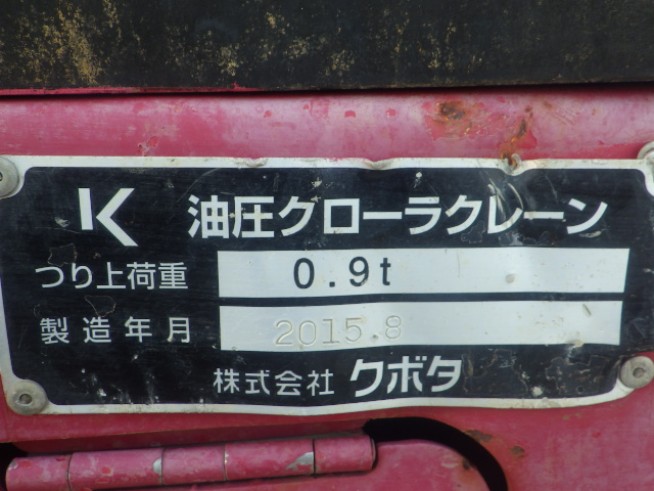 K 油圧クローラクレーン
つり上荷重 0.9t
製造年月 2015.8
株式会社 クボタ